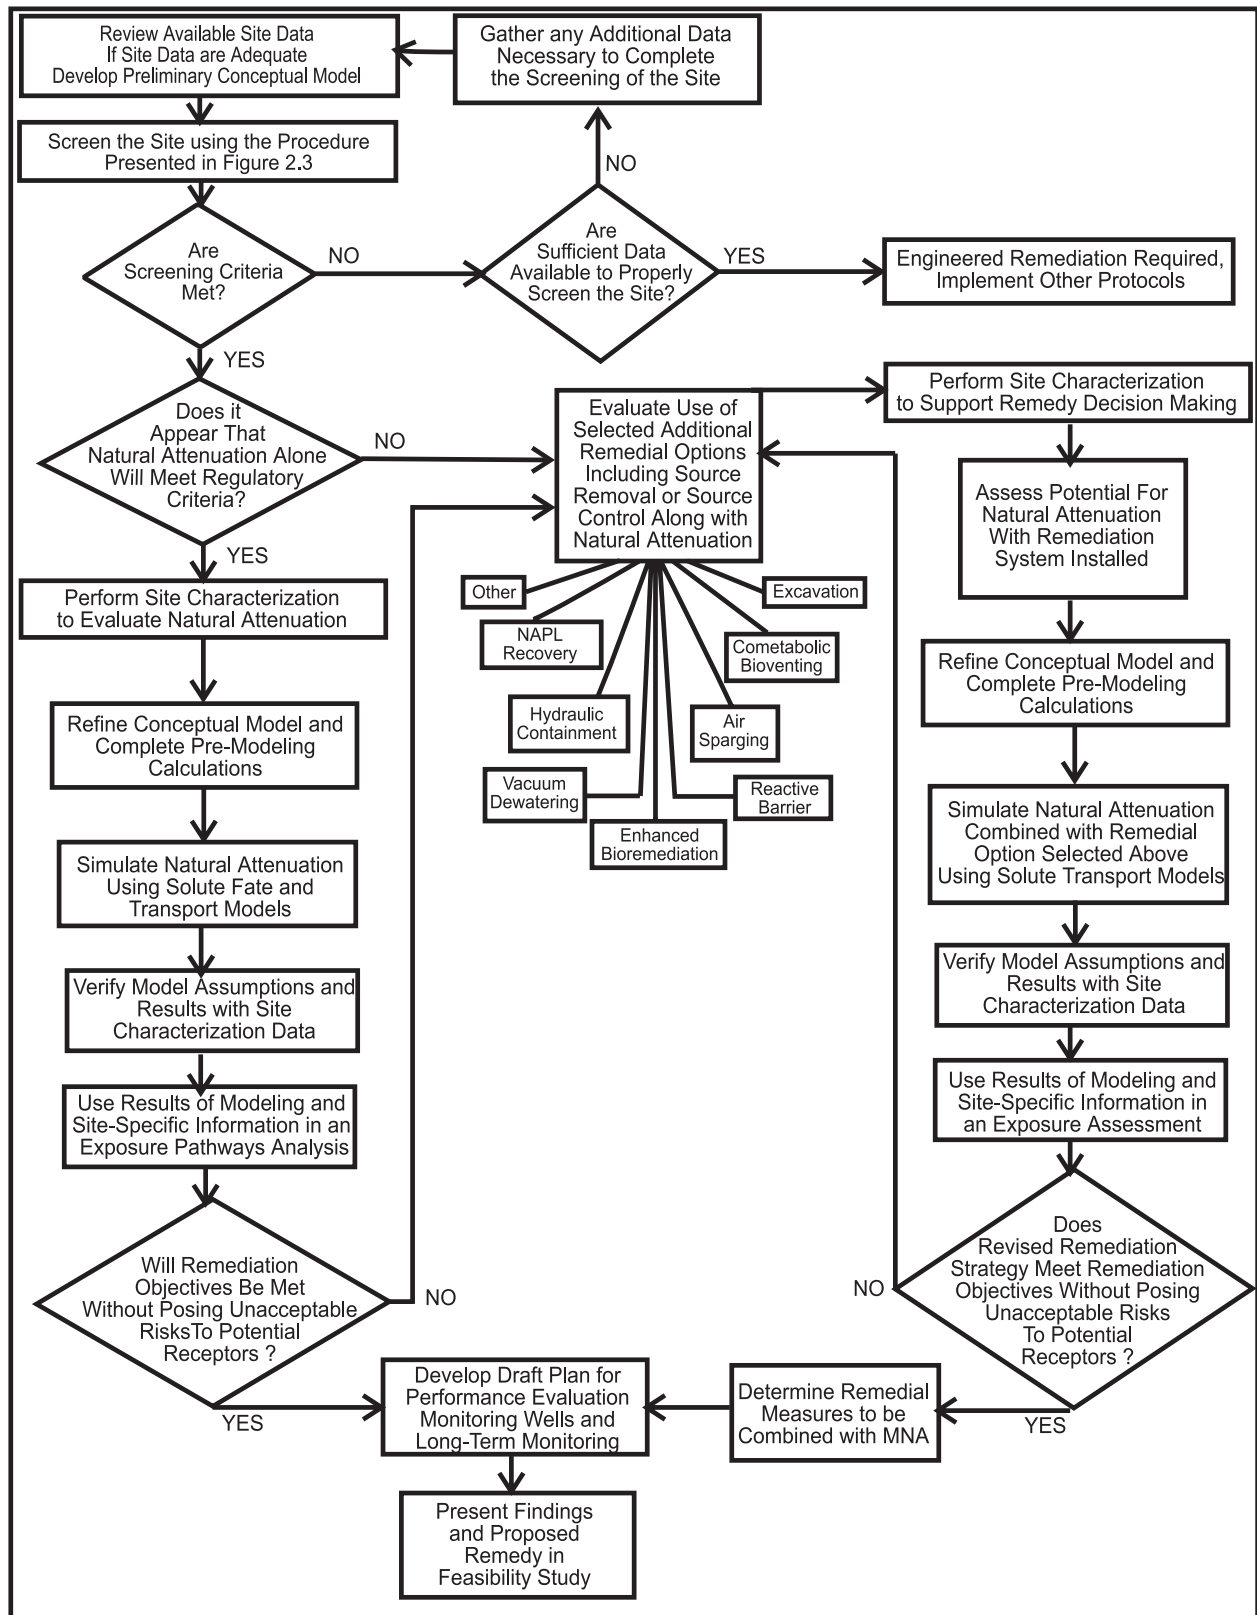 Review Available Site Data
If Site Data are Adequate
Develop Preliminary Conceptual Model
Gather any Additional Data
Necessary to Complete
the Screening of the Site
Screen the Site using the Procedure
Presented in Figure 2.3
NO
Are
Screening Criteria
Met?
NO
Are
Sufficient Data
Available to Properly
Screen the Site?
YES
Engineered Remediation Required,
Implement Other Protocols
YES
Does it
Appear That
Natural Attenuation Alone
Will Meet Regulatory
Criteria?
NO
YES
Evaluate Use of
Selected Additional
Remedial Options
Including Source
Removal or Source
Control Along with
Natural Attenuation
Other
NAPL
Recovery
Hydraulic
Containment
Vacuum
Dewatering
Enhanced
Bioremediation
Reactive
Barrier
Air
Sparging
Cometabolic
Bioventing
Excavation
Perform Site Characterization
to Evaluate Natural Attenuation
Refine Conceptual Model and
Complete Pre-Modeling
Calculations
Simulate Natural Attenuation
Using Solute Fate and
Transport Models
Verify Model Assumptions and
Results with Site
Characterization Data
Use Results of Modeling and
Site-Specific Information in an
Exposure Pathways Analysis
Will Remediation
Objectives Be Met
Without Posing Unacceptable
RisksTo Potential
Receptors ?
NO
YES
Perform Site Characterization
to Support Remedy Decision Making
Assess Potential For
Natural Attenuation
With Remediation
System Installed
Refine Conceptual Model and
Complete Pre-Modeling
Calculations
Simulate Natural Attenuation
Combined with Remedial
Option Selected Above
Using Solute Transport Models
Verify Model Assumptions and
Results with Site
Characterization Data
Use Results of Modeling and
Site-Specific Information in
an Exposure Assessment
Does
Revised Remediation
Strategy Meet Remediation
Objectives Without Posing
Unacceptable Risks
To Potential
Receptors ?
NO
YES
Determine Remedial
Measures to be
Combined with MNA
Develop Draft Plan for
Performance Evaluation
Monitoring Wells and
Long-Term Monitoring
Present Findings
and Proposed
Remedy in
Feasibility Study